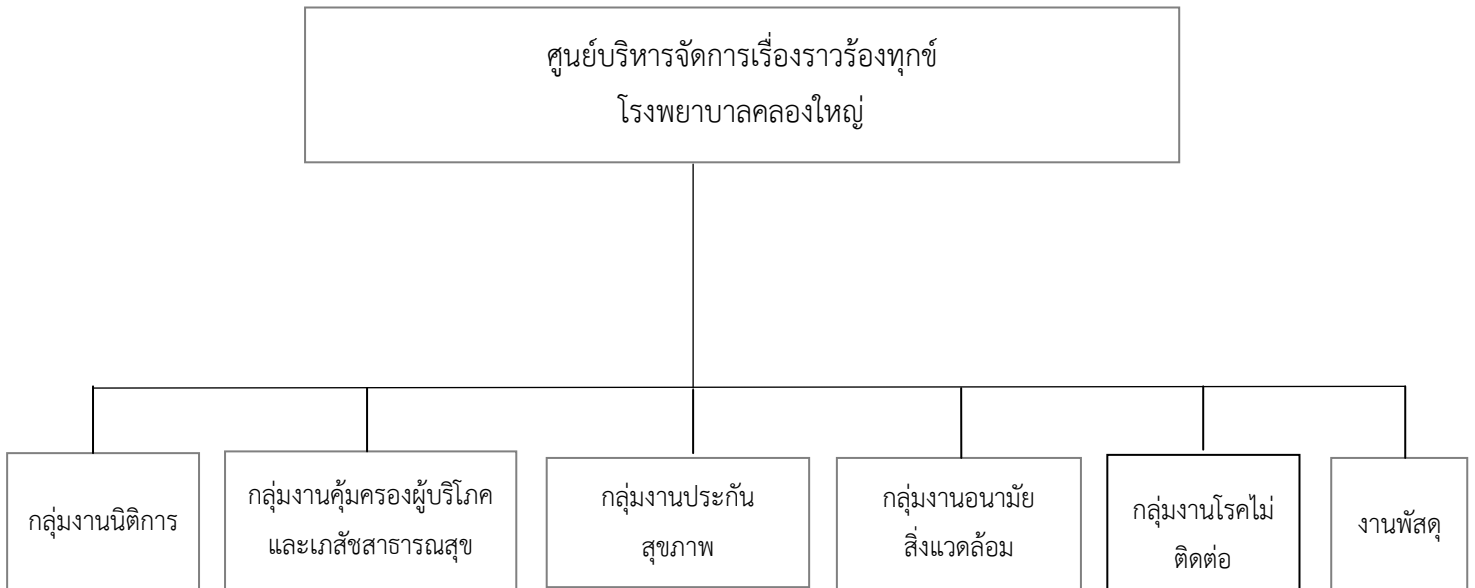 ศูนย์บริหารจัดการเรื่องราวร้องทุกข์
โรงพยาบาลคลองใหญ่
กลุ่มงานนิติการ
กลุ่มงานคุ้มครองผู้บริโภค
และเภสัชสาธารณสุข
กลุ่มงานประกัน
สุขภาพ
กลุ่มงานอนามัย
สิ่งแวดล้อม
กลุ่มงานโรคไม่
ติดต่อ
งานพัสดุ